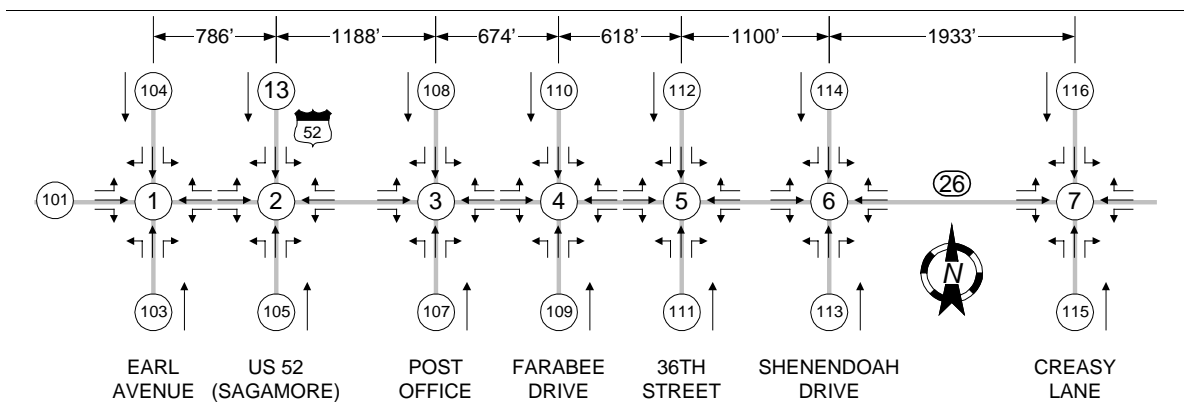 786’ 1188’ 674’ 618’ 1100’ 1933’
104 13 108 110 112 114 116
52
26
101 1 2 3 4 5 6 7
N
103 105 107 109 111 113 115
EARL AVENUE
US 52 (SAGAMORE)
POST OFFICE
FARABEE DRIVE
36TH STREET
SHENENDOAH DRIVE
CREASY LANE